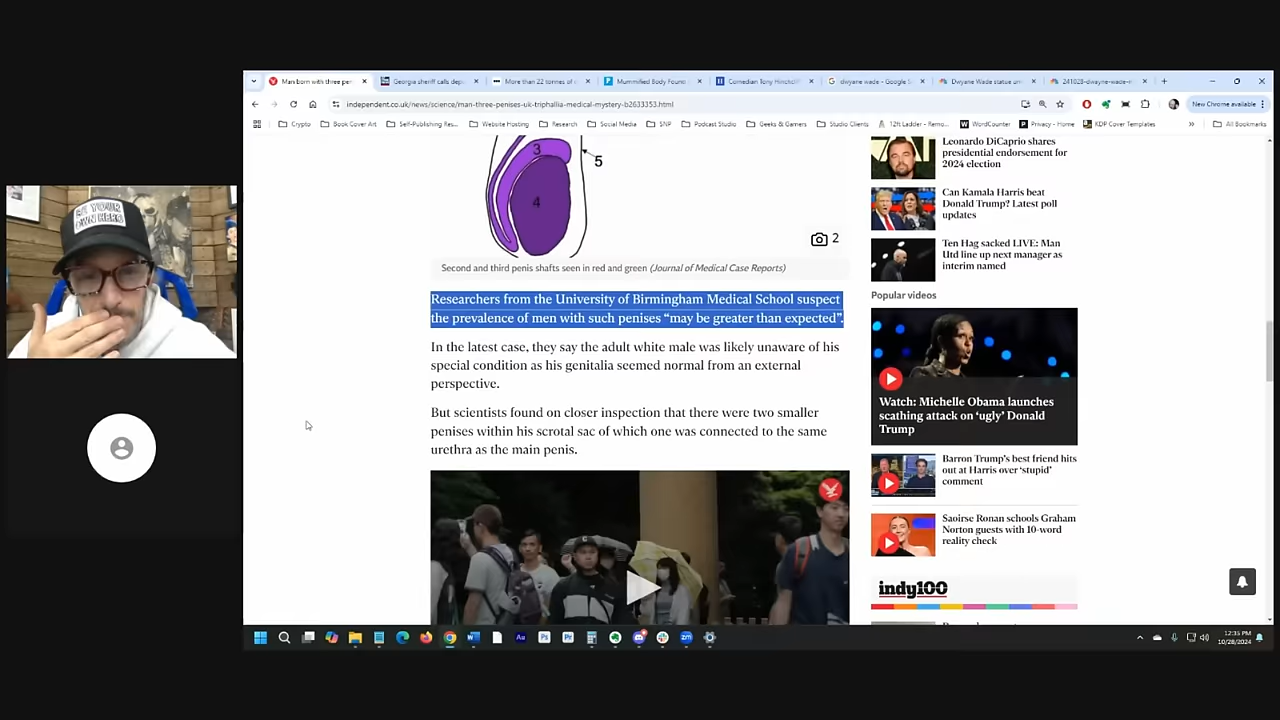 Man born with three per
Georgia sheriff calls dep
More than 22 tonnes of c
Mummified Body Found
Comedian Tony Hinchcliff
dwyane wade - Google S
Dwyane Wade statue un
241028-dwayne-wade-m
independent.co.uk/news/science/man-three-penises-uk-triphallia-medical-mystery-b2633353.html
New Chrome available
Crypto
Book Cover Art
Self-Publishing Res...
Website Hosting
Research
Social Media
SNP
Podcast Studio
Geeks & Gamers
Studio Clients
12ft Ladder - Remo...
WordCounter
Privacy - Home
KDP Cover Templates
»
All Bookmarks
3
5
4
2
Second and third penis shafts seen in red and green (Journal of Medical Case Reports)
Researchers from the University of Birmingham Medical School suspect
the prevalence of men with such penises “may be greater than expected”.
In the latest case, they say the adult white male was likely unaware of his
special condition as his genitalia seemed normal from an external
perspective.
But scientists found on closer inspection that there were two smaller
penises within his scrotal sac of which one was connected to the same
urethra as the main penis.
Leonardo DiCaprio shares
presidential endorsement for
2024 election
Can Kamala Harris beat
Donald Trump? Latest poll
updates
Ten Hag sacked LIVE: Man
Utd line up next manager as
interim named
Popular videos
Watch: Michelle Obama launches
scathing attack on ‘ugly’ Donald
Trump
Barron Trump’s best friend hits
out at Harris over ‘stupid’
comment
Saoirse Ronan schools Graham
Norton guests with 10-word
reality check
indy100
12:35 PM
10/28/2024